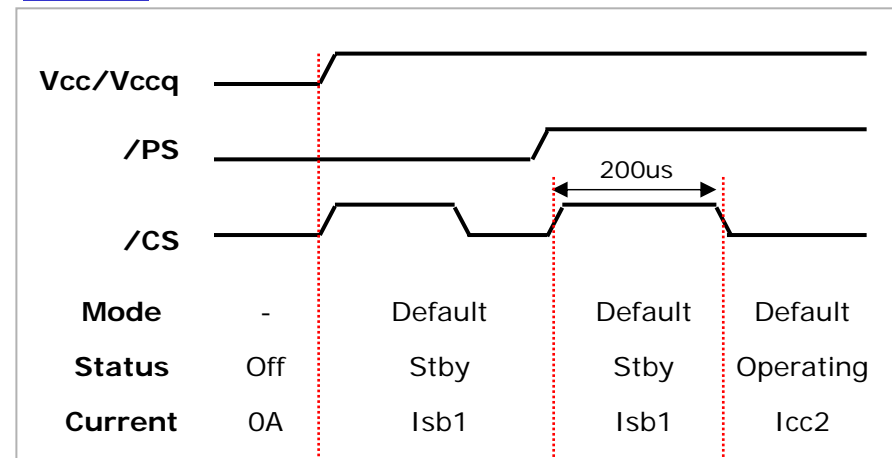 Vcc/Vccq
/PS
200us
/CS
Mode - Default Default Default
Status Off Stby Stby Operating
Current 0A Isb1 Isb1 Icc2